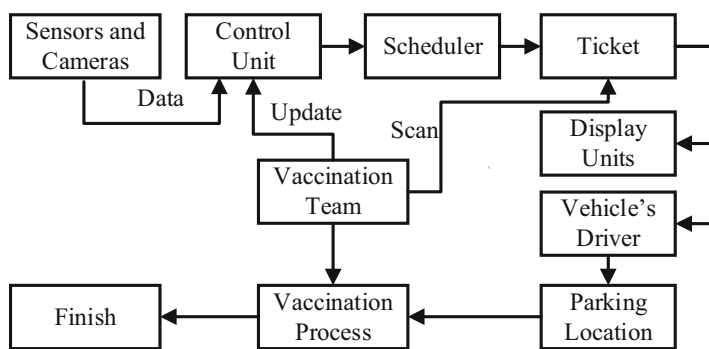 Sensors and
Cameras
Control
Unit
Scheduler
Ticket
Data
Update
Scan
Display
Units
Vaccination
Team
Vehicle's
Driver
Finish
Vaccination
Process
Parking
Location